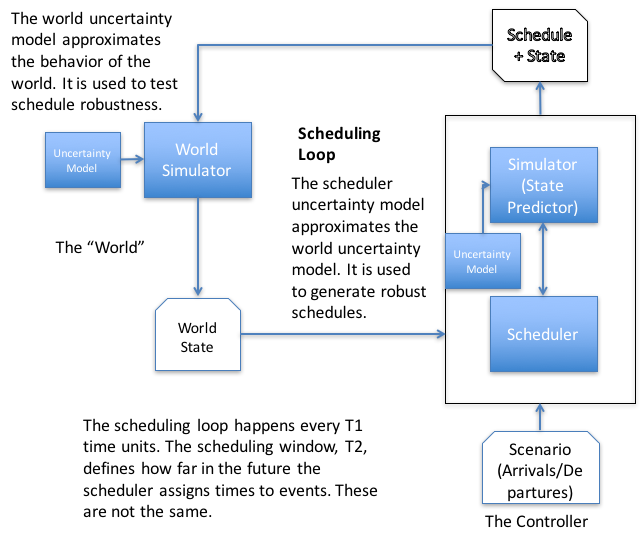 The world uncertainty
model approximates
the behavior of the
world. It is used to test
schedule robustness.
Schedule
+ State
Uncertainty
Model
World
Simulator
Scheduling
Loop
The scheduler
uncertainty model
approximates the
world uncertainty
model. It is used
to generate robust
schedules.
Simulator
(State
Predictor)
Uncertainty
Model
Scheduler
The “World”
World
State
The scheduling loop happens every T1
time units. The scheduling window, T2,
defines how far in the future the
scheduler assigns times to events. These
are not the same.
Scenario
(Arrivals/De
partures)
The Controller